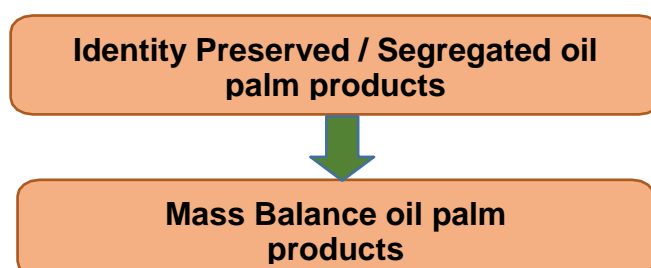 Identity Preserved / Segregated oil
palm products
Mass Balance oil palm
products